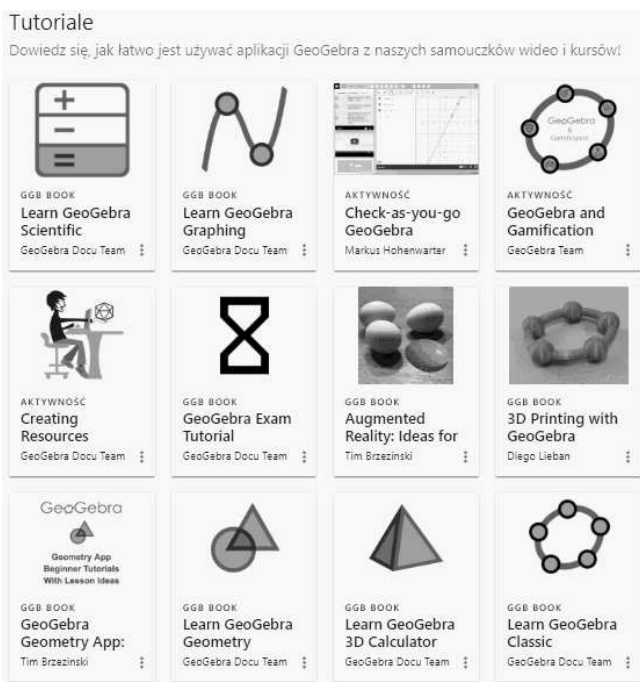 Tutoriale
Dowiedz się, jak łatwo jest używać aplikacji GeoGebra z naszych samouczków wideo i kursów!
GGB BOOK
Learn GeoGebra
Scientific
GeoGebra Docu Team
GGB BOOK
Learn GeoGebra
Graphing
GeoGebra Docu Team
AKTYWNOŚĆ
Check-as-you-go
GeoGebra
Markus Hohenwarter
GeoGebra
&
Gamification
AKTYWNOŚĆ
GeoGebra and
Gamification
GeoGebra Team
AKTYWNOŚĆ
Creating
Resources
GeoGebra Docu Team
GGB BOOK
GeoGebra Exam
Tutorial
GeoGebra Docu Team
GGB BOOK
Augmented
Reality: Ideas for
Tim Brzezinski
GGB BOOK
3D Printing with
GeoGebra
Diego Lieban
GeoGebra
Geometry App
Beginner Tutorials
With Lesson Ideas
GGB BOOK
GeoGebra
Geometry App:
Tim Brzezinski
GGB BOOK
Learn GeoGebra
Geometry
GeoGebra Docu Team
GGB BOOK
Learn GeoGebra
3D Calculator
GeoGebra Docu Team
GGB BOOK
Learn GeoGebra
Classic
GeoGebra Docu Team